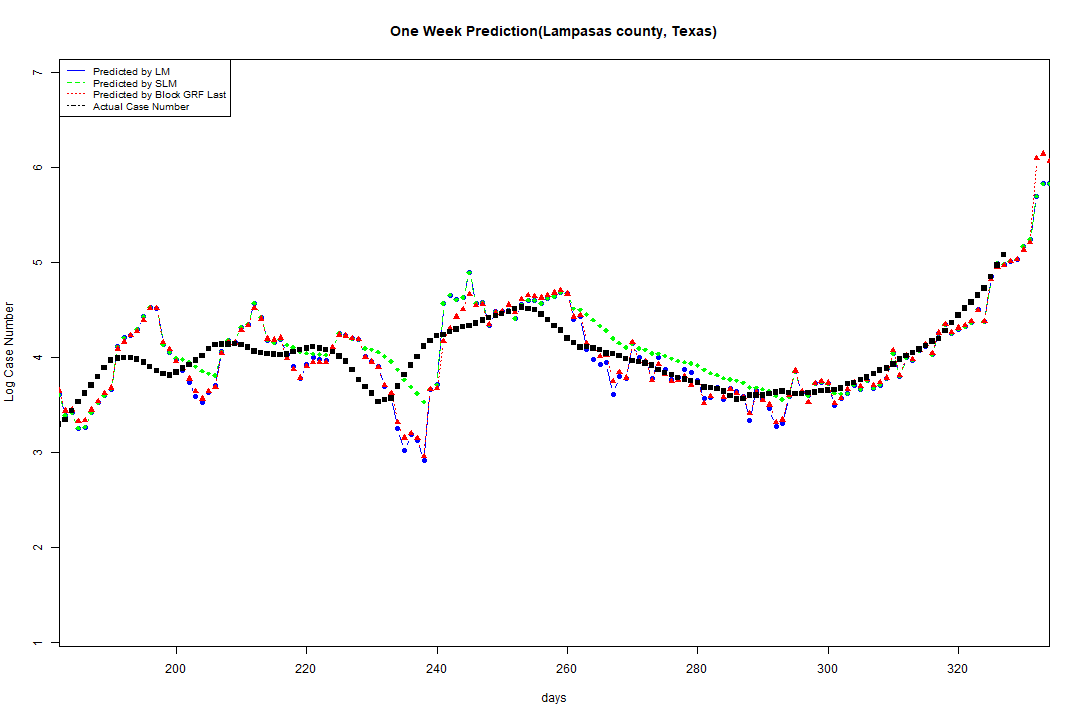 One Week Prediction(Lampasas county, Texas)
Predicted by LM
Predicted by SLM
Predicted by Block GRF Last
Actual Case Number
7
6
5
4
3
2
1
Log Case Number
200 220 240 260 280 300 320
days